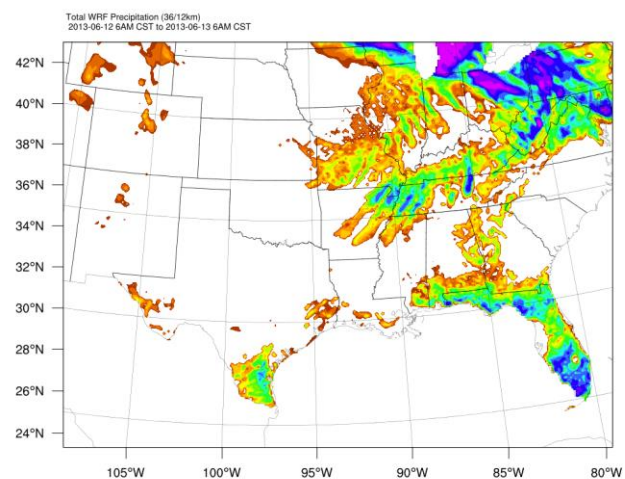 Total WRF Precipitation (36/12km)
2013-06-12 6AM CST to 2013-06-13 6AM CST
42°N
40°N
38°N
36°N
34°N
32°N
30°N
28°N
26°N
24°N
105°W 100°W 95°W 90°W 85°W 80°W